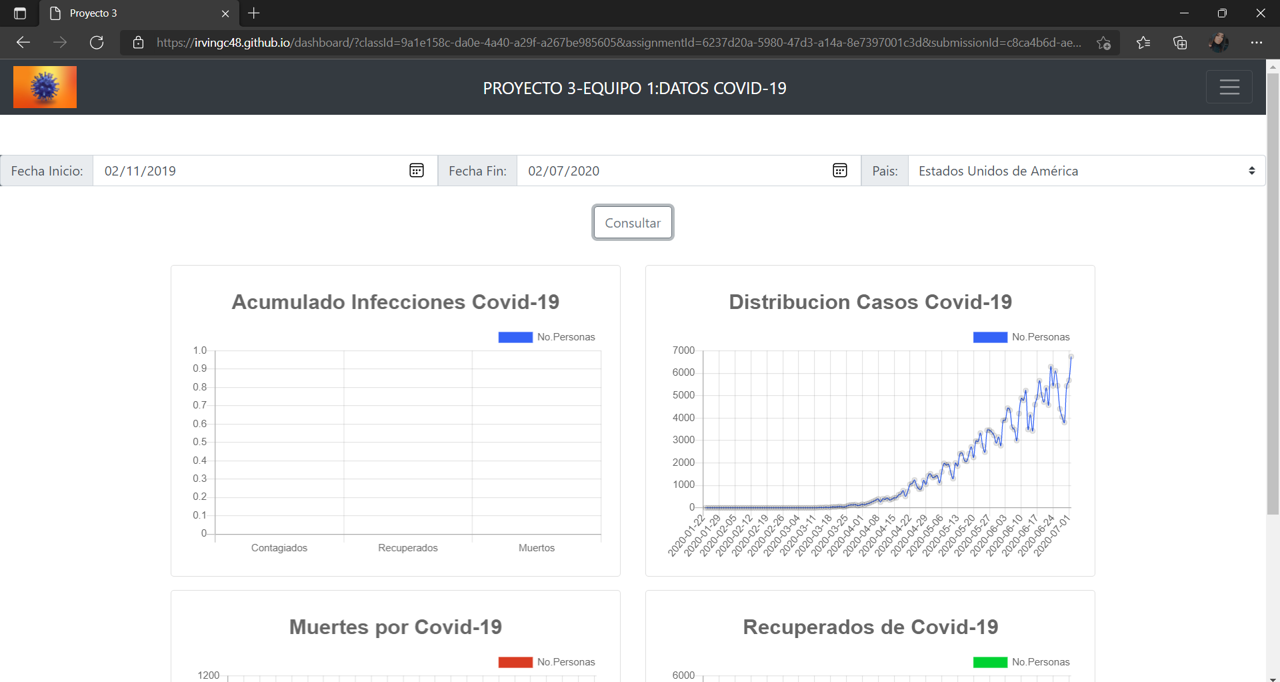 Proyecto 3
https://irvingc48.github.io/dashboard/?classId=9a1e158c-da0e-4a40-a29f-a267be985605&assignmentId=6237d20a-5980-47d3-a14a-8e7397001c3d&submissionId=c8ca4b6d-ae...
PROYECTO 3-EQUIPO 1:DATOS COVID-19
Fecha Inicio: 02/11/2019 Fecha Fin: 02/07/2020 Pais: Estados Unidos de América
Consultar
Acumulado Infecciones Covid-19
No.Personas
1.0
0.9
0.8
0.7
0.6
0.5
0.4
0.3
0.2
0.1
0
Contagiados Recuperados Muertos
Distribucion Casos Covid-19
No.Personas
7000
6000
5000
4000
3000
2000
1000
0
2020-01-22 2020-01-29 2020-02-05 2020-02-12 2020-02-19 2020-02-26 2020-03-04 2020-03-11 2020-03-18 2020-03-25 2020-04-01 2020-04-08 2020-04-15 2020-04-22 2020-04-29 2020-05-06 2020-05-13 2020-05-20 2020-05-27 2020-06-03 2020-06-10 2020-06-17 2020-06-24 2020-07-01
Muertes por Covid-19
No.Personas
1200
Recuperados de Covid-19
No.Personas
6000